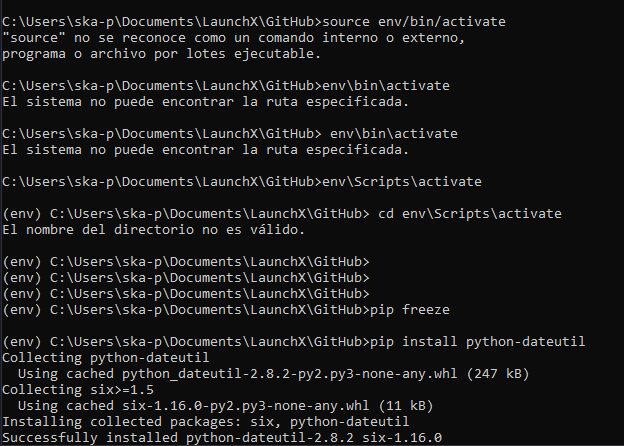 C:\Users\ska-p\Documents\LaunchX\GitHub>source env/bin/activate
"source" no se reconoce como un comando interno o externo,
programa o archivo por lotes ejecutable.
C:\Users\ska-p\Documents\LaunchX\GitHub>env\bin\activate
El sistema no puede encontrar la ruta especificada.
C:\Users\ska-p\Documents\LaunchX\GitHub> env\bin\activate
El sistema no puede encontrar la ruta especificada.
C:\Users\ska-p\Documents\LaunchX\GitHub>env\Scripts\activate
(env) C:\Users\ska-p\Documents\LaunchX\GitHub> cd env\Scripts\activate
El nombre del directorio no es válido.
(env) C:\Users\ska-p\Documents\LaunchX\GitHub>
(env) C:\Users\ska-p\Documents\LaunchX\GitHub>
(env) C:\Users\ska-p\Documents\LaunchX\GitHub>
(env) C:\Users\ska-p\Documents\LaunchX\GitHub>pip freeze
(env) C:\Users\ska-p\Documents\LaunchX\GitHub>pip install python-dateutil
Collecting python-dateutil
  Using cached python_dateutil-2.8.2-py2.py3-none-any.whl (247 kB)
Collecting six>=1.5
  Using cached six-1.16.0-py2.py3-none-any.whl (11 kB)
Installing collected packages: six, python-dateutil
Successfully installed python-dateutil-2.8.2 six-1.16.0